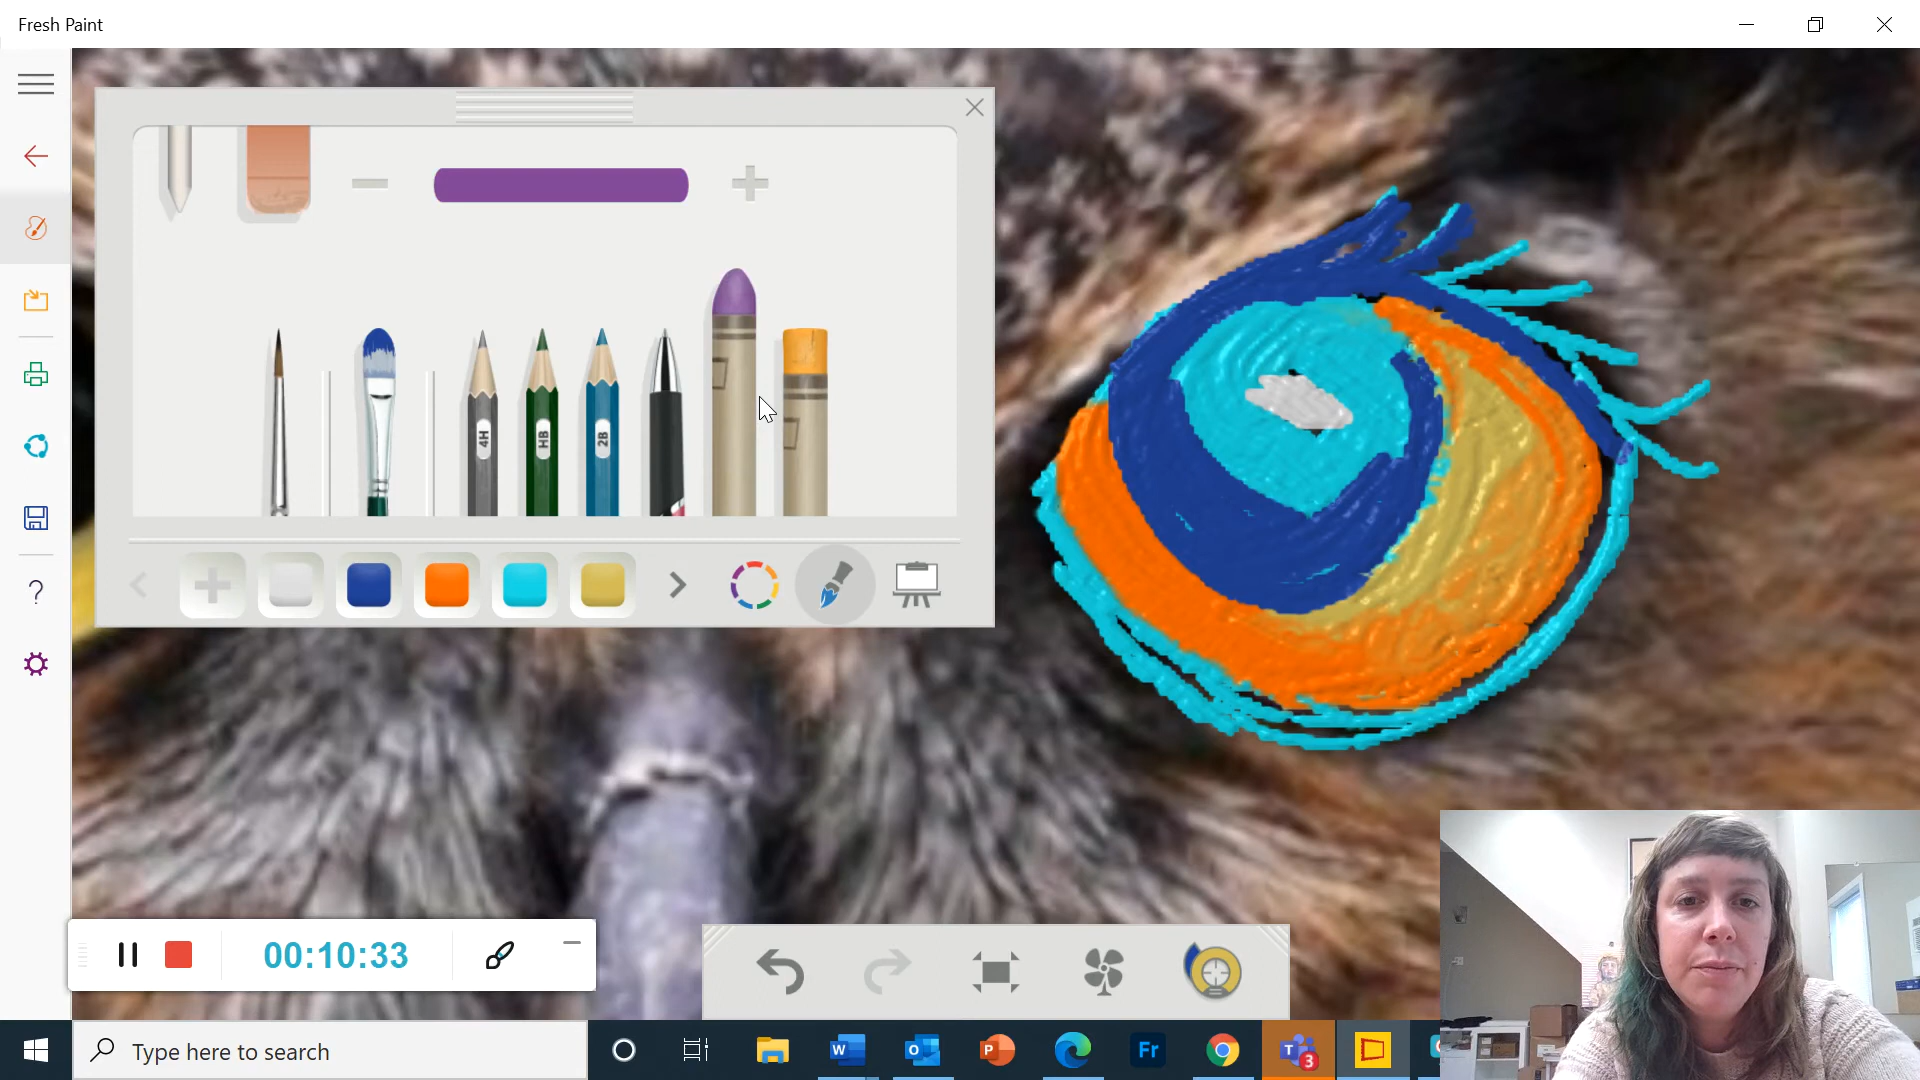 Fresh Paint
4H
HB
2B
?
00:10:33
Type here to search
W
O
P
Fr
T
3